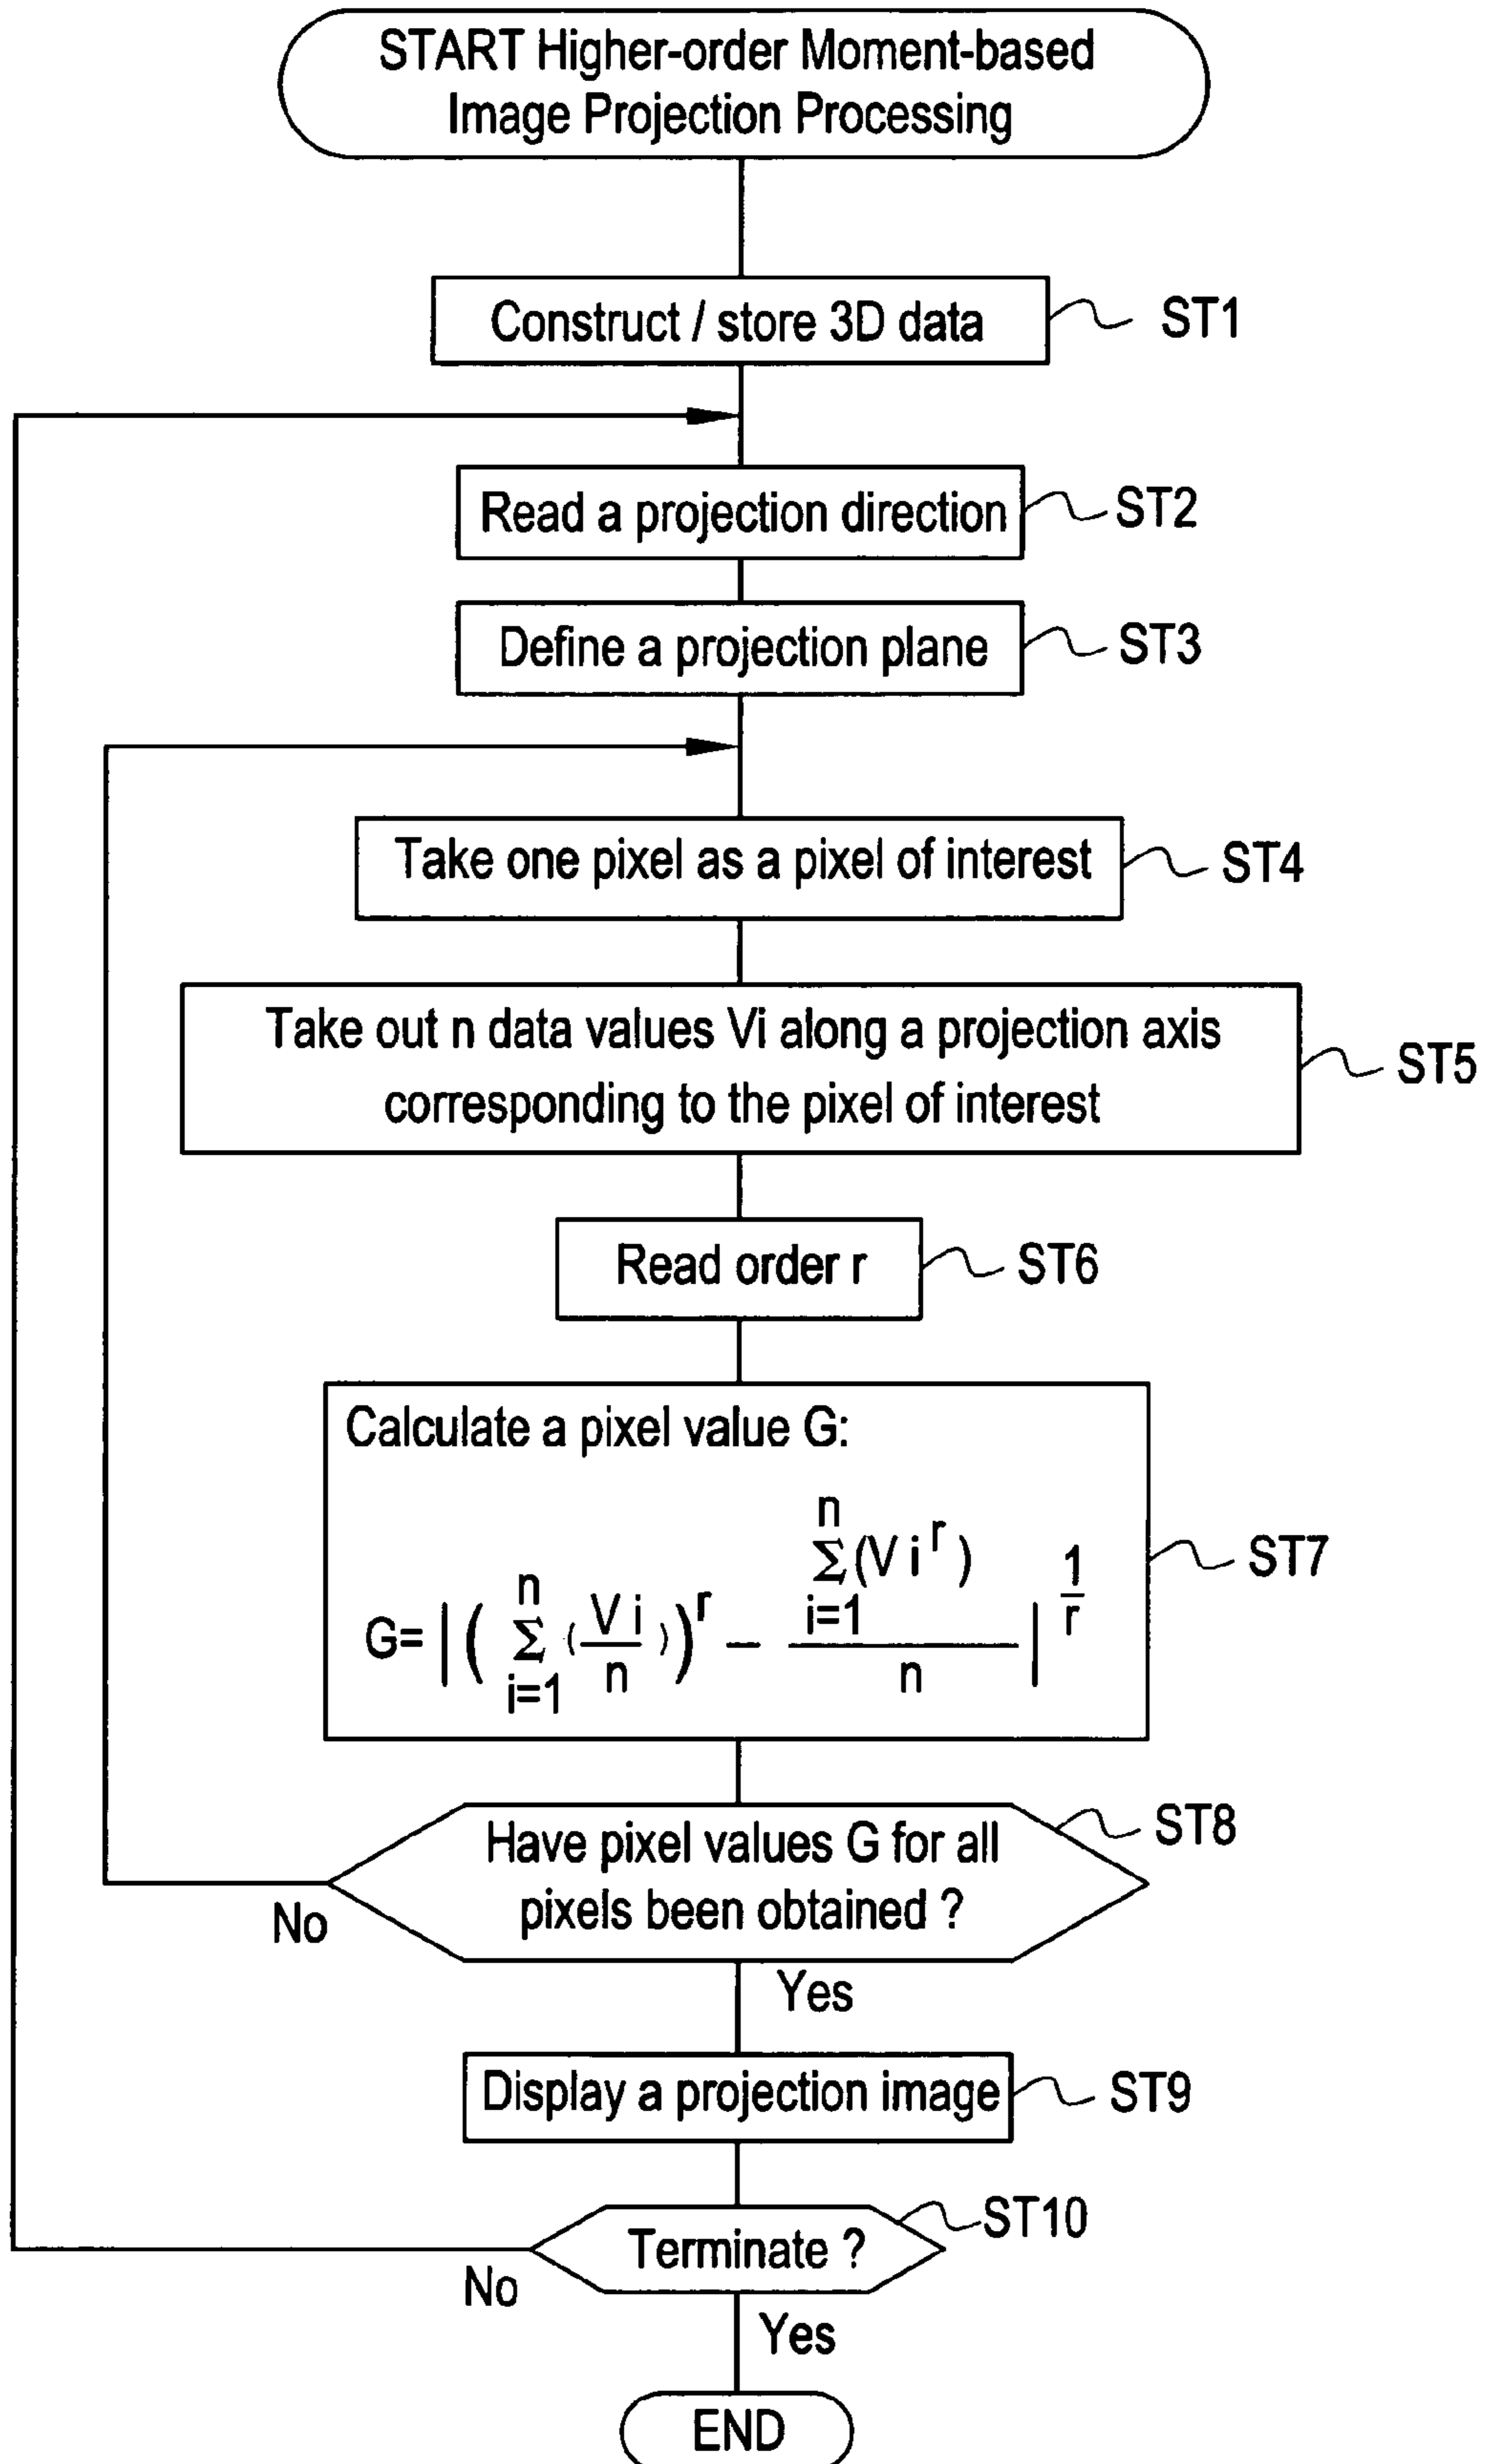 START Higher-order Moment-based
Image Projection Processing
Construct / store 3D data
ST1
Read a projection direction
ST2
Define a projection plane
ST3
Take one pixel as a pixel of interest
ST4
Take out n data values Vi along a projection axis
corresponding to the pixel of interest
ST5
Read order r
ST6
Calculate a pixel value G:
G= | ( n Σ i=1 ( Vi / n ) )^r − n Σ i=1 (Vi^r) / n | ^ 1/r
ST7
Have pixel values G for all
pixels been obtained ?
ST8
No
Yes
Display a projection image
ST9
Terminate ?
ST10
No
Yes
END